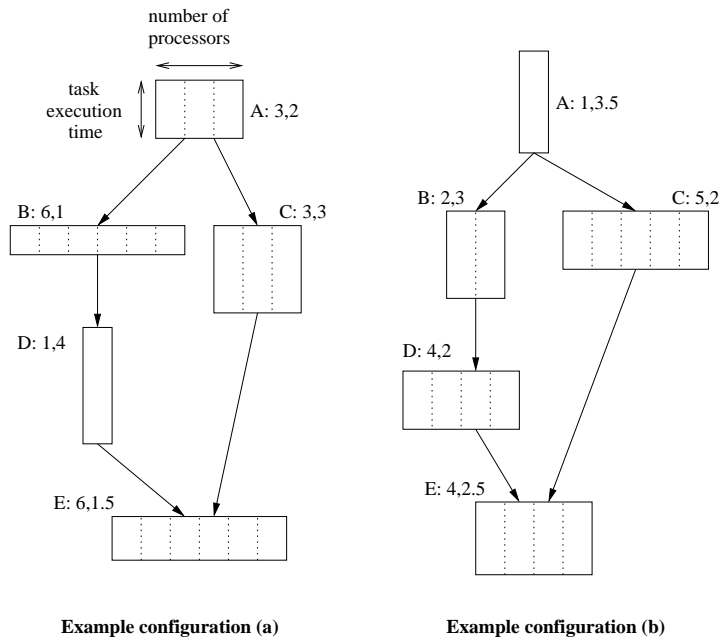 number of
processors
task
execution
time
A: 3,2
B: 6,1
C: 3,3
D: 1,4
E: 6,1.5
Example configuration (a)
A: 1,3.5
B: 2,3
C: 5,2
D: 4,2
E: 4,2.5
Example configuration (b)